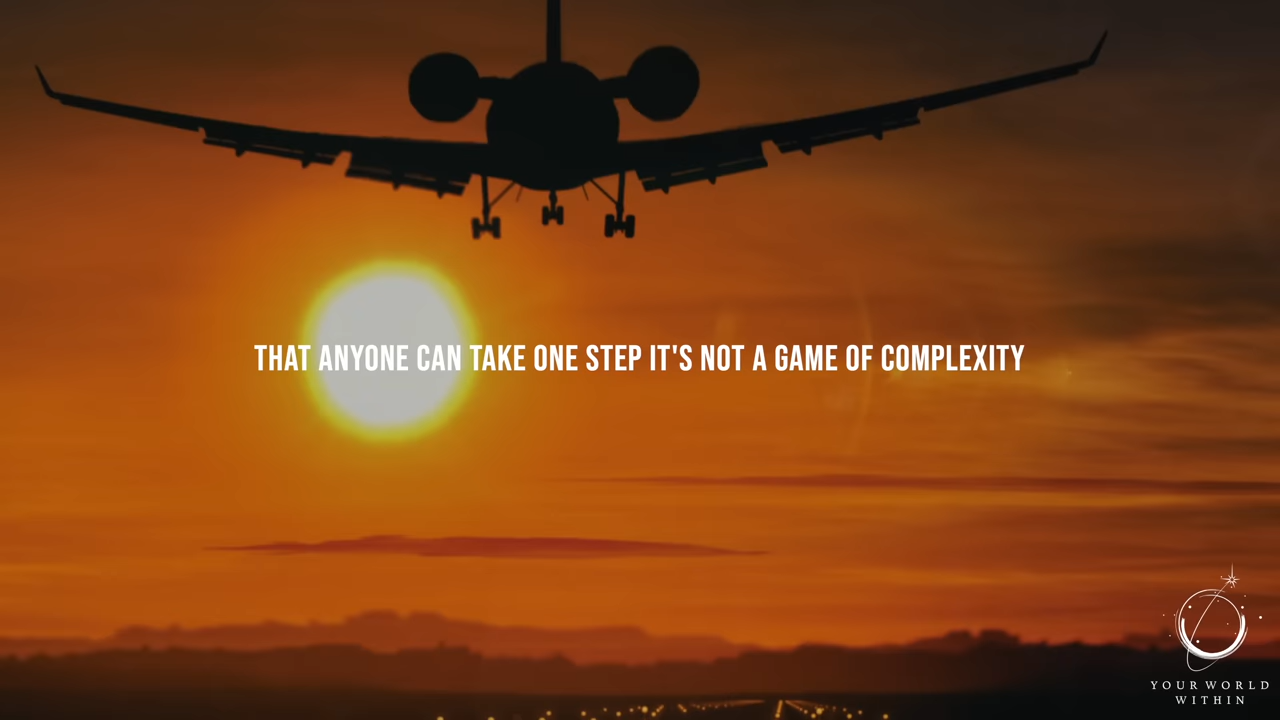 THAT ANYONE CAN TAKE ONE STEP IT'S NOT A GAME OF COMPLEXITY
YOUR WORLD
WITHIN